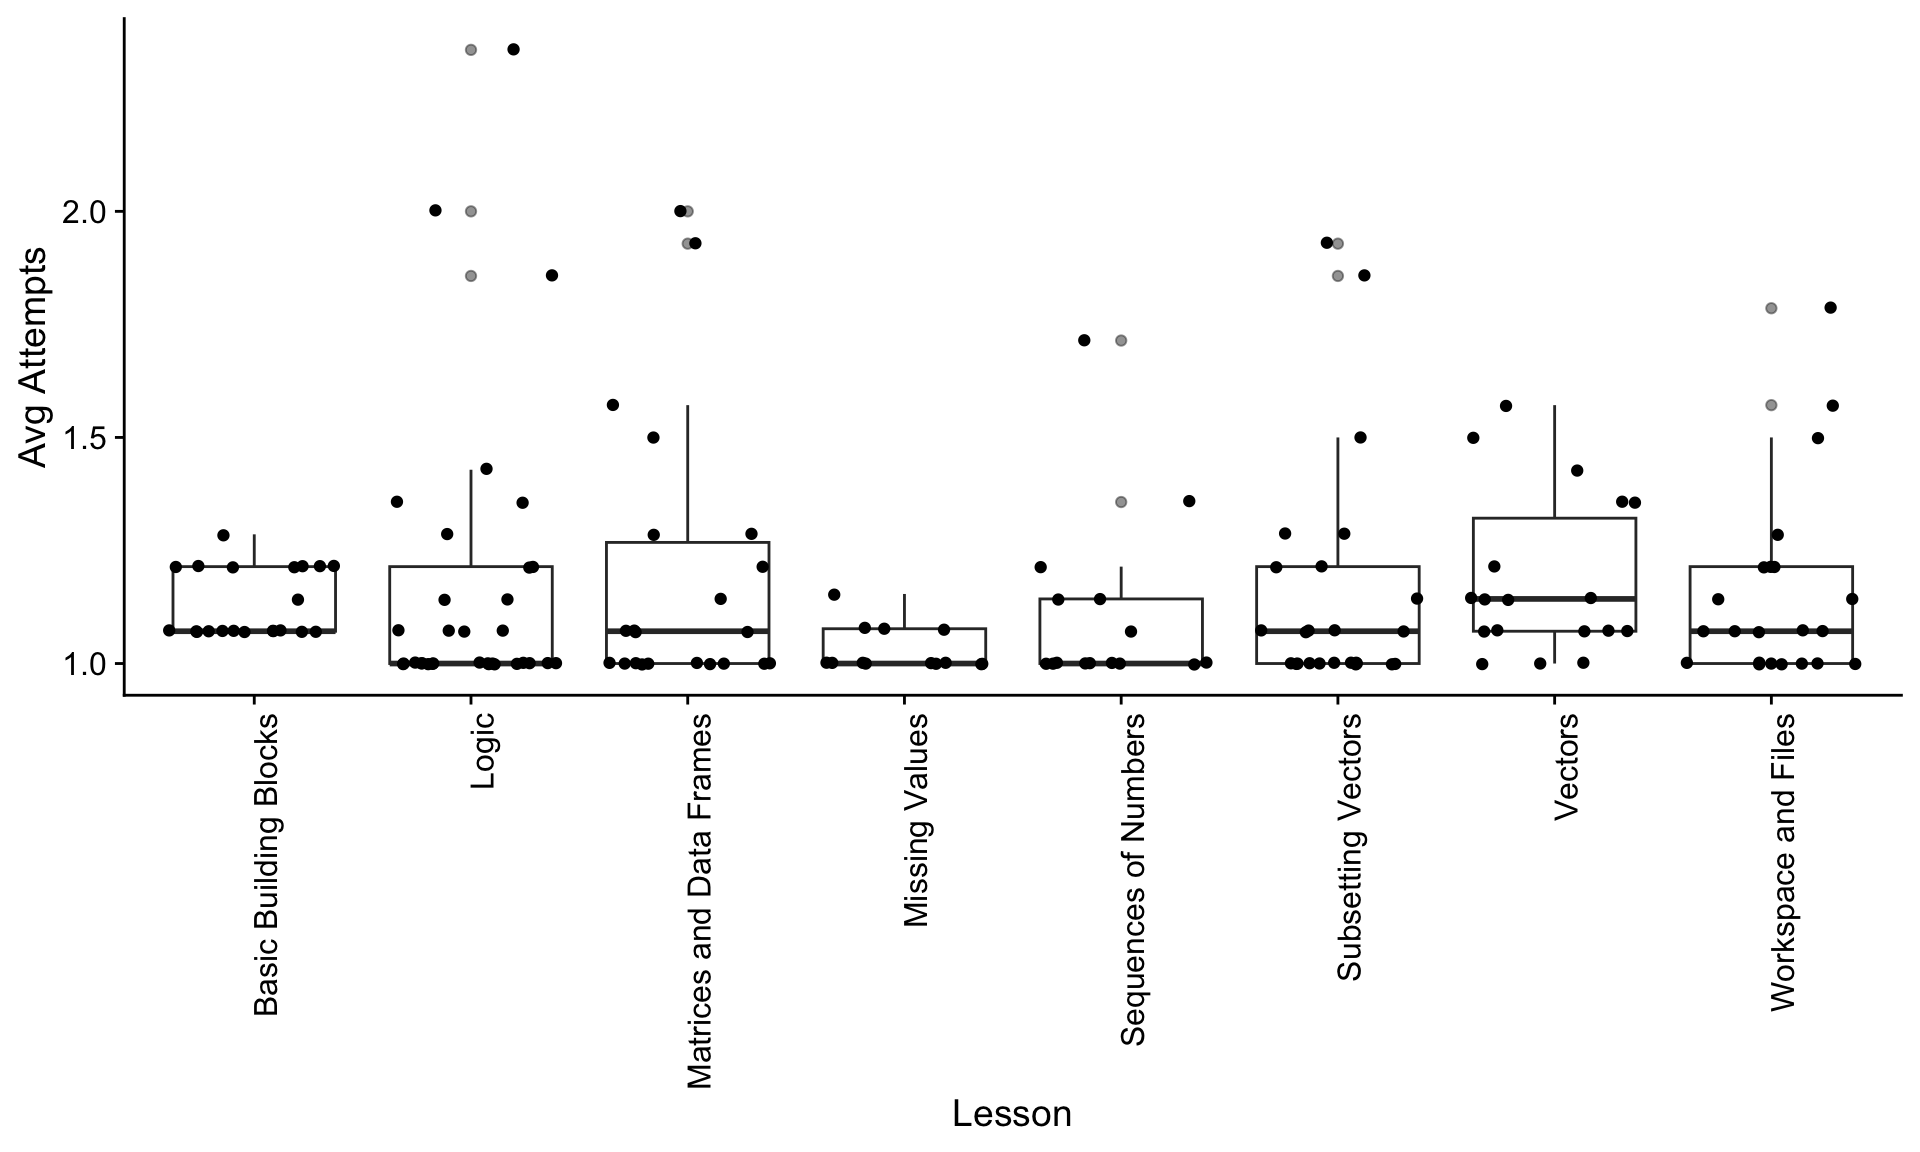 Avg Attempts
2.0
1.5
1.0
Basic Building Blocks
Logic
Matrices and Data Frames
Missing Values
Sequences of Numbers
Subsetting Vectors
Vectors
Workspace and Files
Lesson